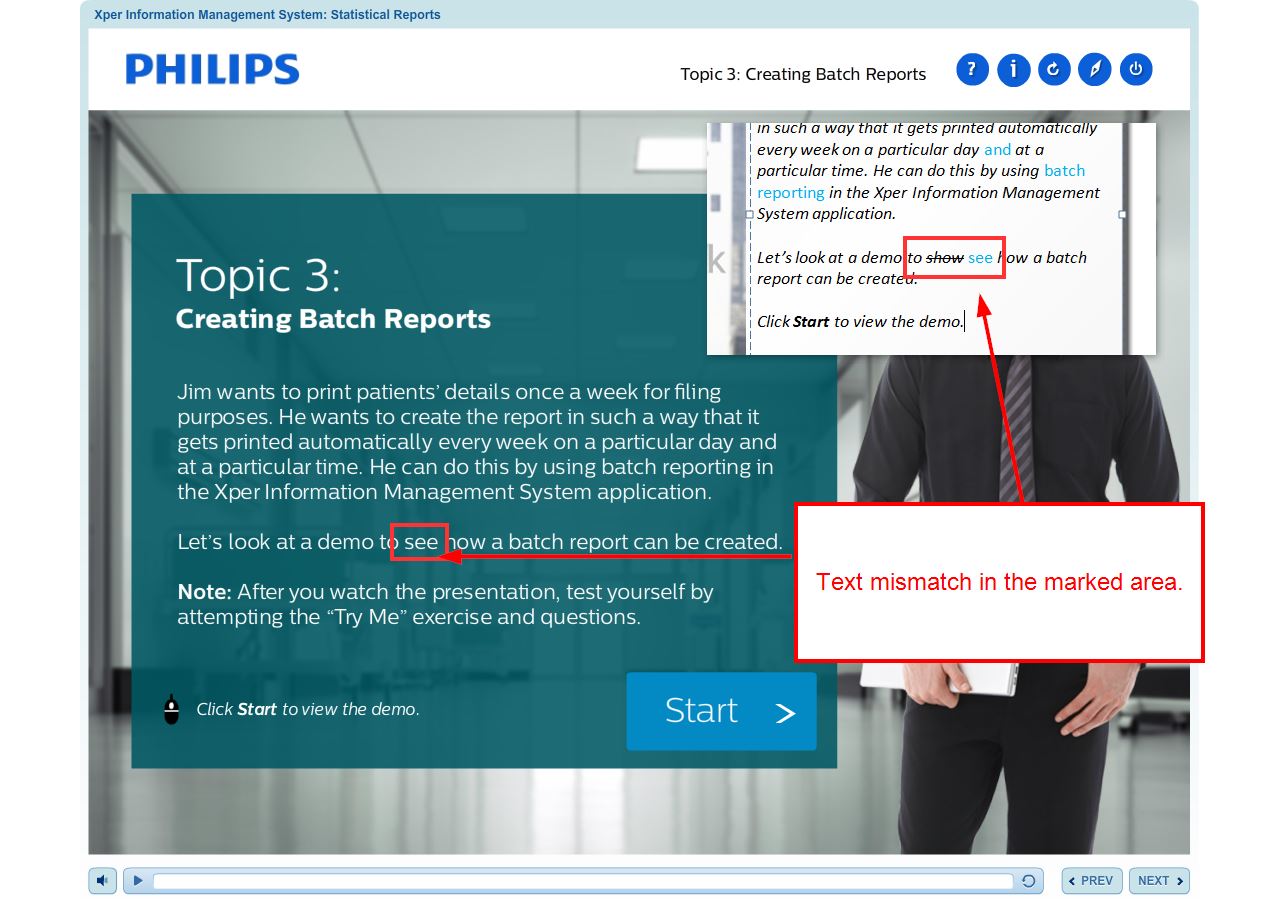 Xper Information Management System: Statistical Reports
PHILIPS
Topic 3: Creating Batch Reports
? i
in such a way that it gets printed automatically
every week on a particular day and at a
particular time. He can do this by using batch
reporting in the Xper Information Management
System application.
k
Let's look at a demo to show see how a batch
report can be created.
Click Start to view the demo.
Topic 3:
Creating Batch Reports
Jim wants to print patients' details once a week for filing
purposes. He wants to create the report in such a way that it
gets printed automatically every week on a particular day and
at a particular time. He can do this by using batch reporting in
the Xper Information Management System application.
Let's look at a demo to see how a batch report can be created.
Text mismatch in the marked area.
Note: After you watch the presentation, test yourself by
attempting the “Try Me” exercise and questions.
Click Start to view the demo.
Start >
PREV
NEXT